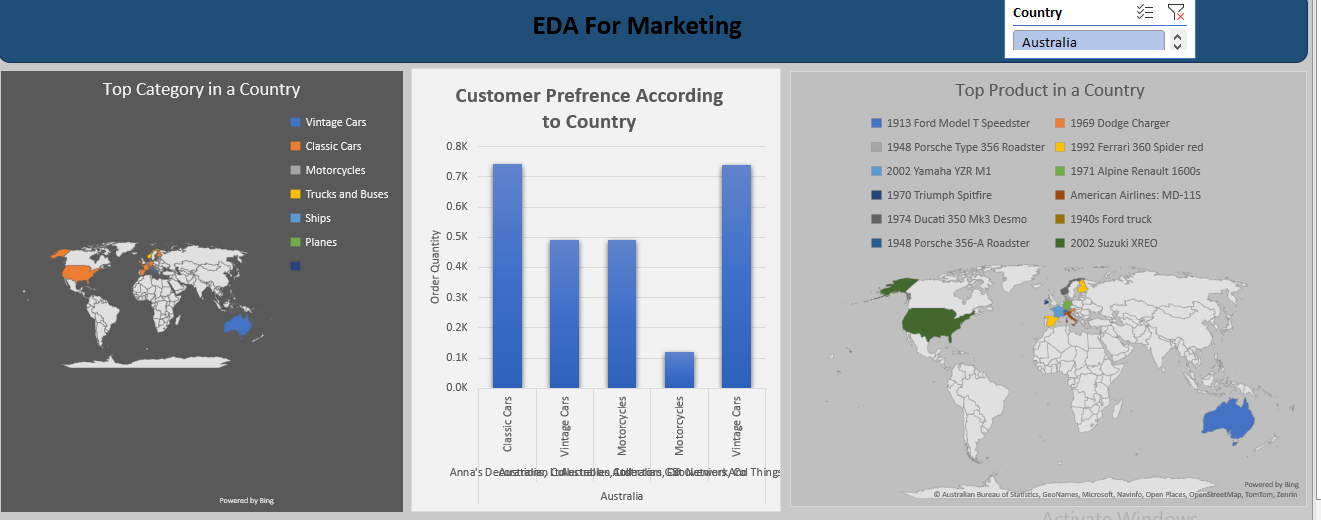 EDA For Marketing
Country
Australia
Top Category in a Country
Vintage Cars
Classic Cars
Motorcycles
Trucks and Buses
Ships
Planes
Powered by Bing
Customer Prefrence According
to Country
0.8K
0.7K
0.6K
0.5K
0.4K
0.3K
0.2K
0.1K
0.0K
Order Quantity
Classic Cars
Vintage Cars
Motorcycles
Motorcycles
Vintage Cars
Anna's
Australia
Top Product in a Country
1913 Ford Model T Speedster
1969 Dodge Charger
1948 Porsche Type 356 Roadster
1992 Ferrari 360 Spider red
2002 Yamaha YZR M1
1971 Alpine Renault 1600s
1970 Triumph Spitfire
American Airlines: MD-11S
1974 Ducati 350 Mk3 Desmo
1940s Ford truck
1948 Porsche 356-A Roadster
2002 Suzuki XREO
Powered by Bing
© Australian Bureau of Statistics, GeoNames, Microsoft, Navinfo, Open Places, OpenStreetMap, TomTom, Zenrin
Activate Windows